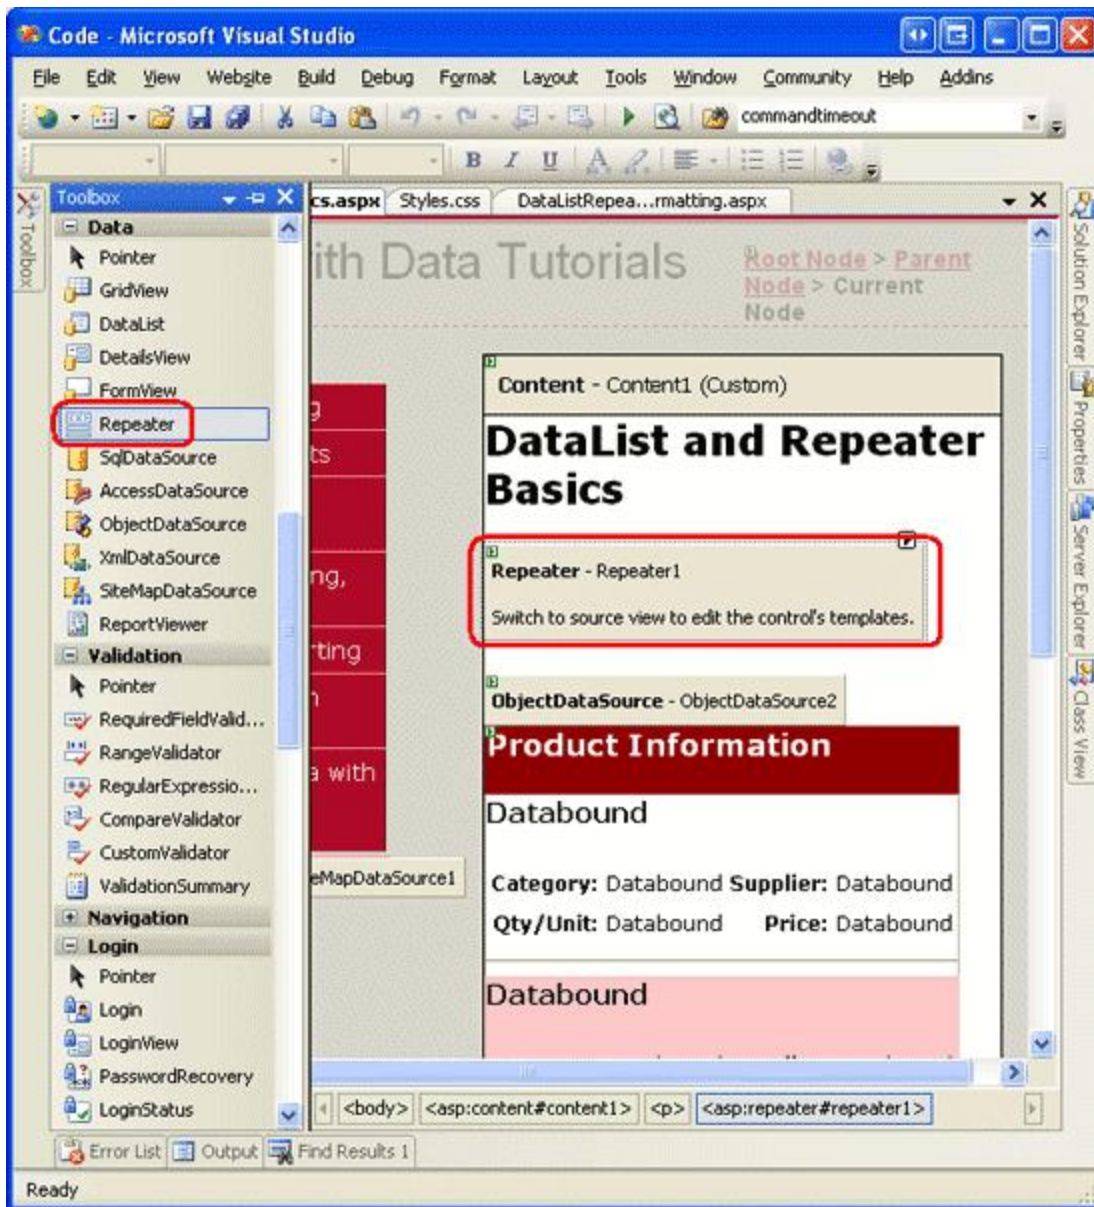 Code - Microsoft Visual Studio
File Edit View Website Build Debug Format Layout Tools Window Community Help Addins
commandtimeout
B I U A
Toolbox
Toolbox
cs.aspx Styles.css DataListRepea...rmatting.aspx
Data
Pointer
GridView
DataList
DetailsView
FormView
Repeater
SqlDataSource
AccessDataSource
ObjectDataSource
XmlDataSource
SiteMapDataSource
ReportViewer
Validation
Pointer
RequiredFieldValid...
RangeValidator
RegularExpressio...
CompareValidator
CustomValidator
ValidationSummary
Navigation
Login
Pointer
Login
LoginView
PasswordRecovery
LoginStatus
ith Data Tutorials
Root Node > Parent
Node > Current
Node
g
ts
ng,
rting
n
a with
eMapDataSource1
Content - Content1 (Custom)
DataList and Repeater
Basics
Repeater - Repeater1
Switch to source view to edit the control's templates.
ObjectDataSource - ObjectDataSource2
Product Information
Databound
Category: Databound Supplier: Databound
Qty/Unit: Databound Price: Databound
Databound
<body> <asp:content#content1> <p> <asp:repeater#repeater1>
Solution Explorer
Properties
Server Explorer
Class View
Error List Output Find Results 1
Ready